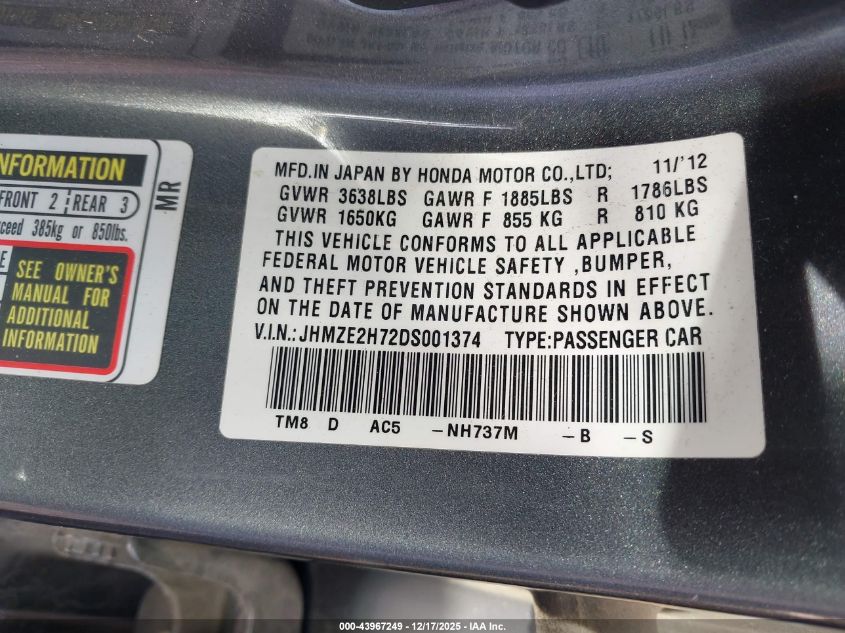 INFORMATION
FRONT 2 REAR 3
385kg or 850lbs.
SEE OWNER'S
MANUAL FOR
ADDITIONAL
INFORMATION
MR
MFD.IN JAPAN BY HONDA MOTOR CO.,LTD; 11/'12
GVWR 3638LBS GAWR F 1885LBS R 1786LBS
GVWR 1650KG GAWR F 855 KG R 810 KG
THIS VEHICLE CONFORMS TO ALL APPLICABLE
FEDERAL MOTOR VEHICLE SAFETY ,BUMPER,
AND THEFT PREVENTION STANDARDS IN EFFECT
ON THE DATE OF MANUFACTURE SHOWN ABOVE.
V.I.N.:JHMZE2H72DS001374 TYPE:PASSENGER CAR
TM8 D AC5 -NH737M -B -S
000-43967249 - 12/17/2025 - IAA Inc.